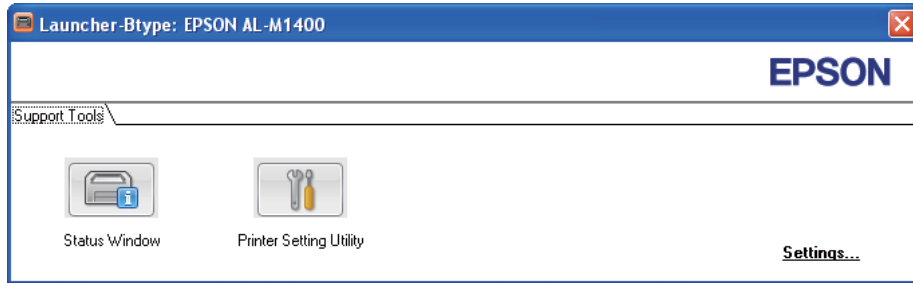 Launcher-Btype: EPSON AL-M1400
EPSON
Support Tools
Status Window
Printer Setting Utility
Settings...